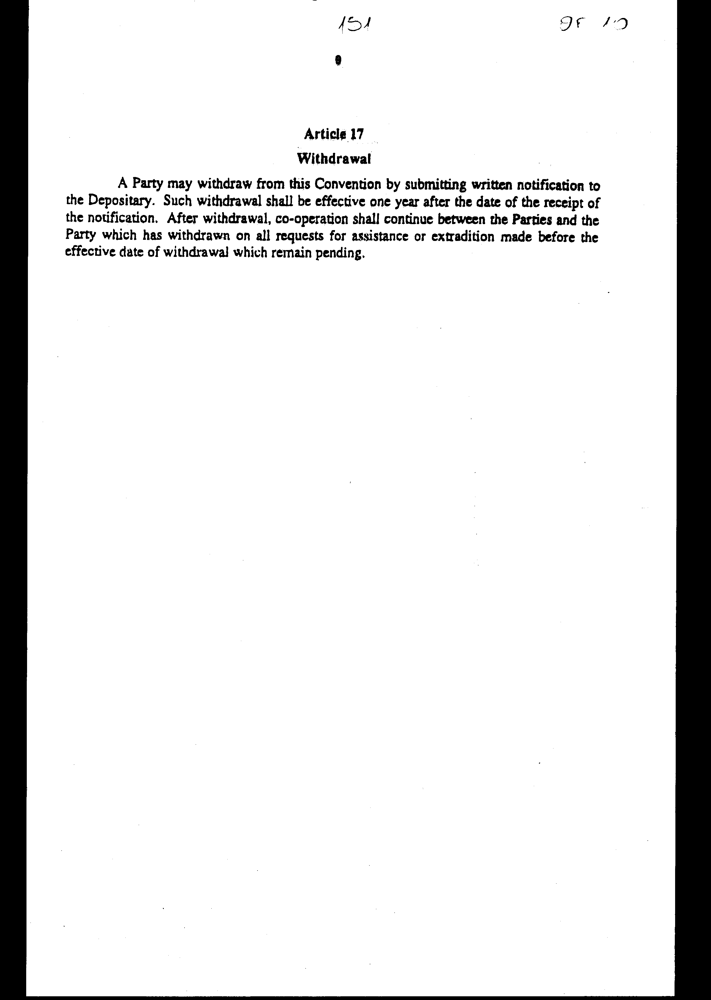 151
9
Article 17
Withdrawal
A Party may withdraw from this Convention by submitting written notification to
the Depositary. Such withdrawal shall be effective one year after the date of the receipt of
the notification. After withdrawal, co-operation shall continue between the Parties and the
Party which has withdrawn on all requests for assistance or extradition made before the
effective date of withdrawal which remain pending.